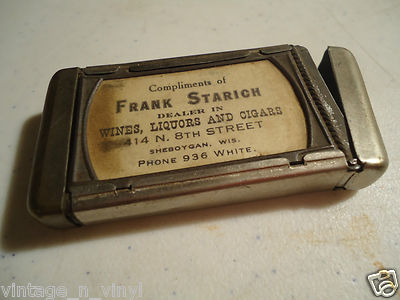 Compliments of
FRANK STARICH
DEALER IN
WINES, LIQUORS AND CIGARS
414 N. 8TH STREET
SHEBOYGAN, WIS.
PHONE 936 WHITE.
vintage_n_vinyl